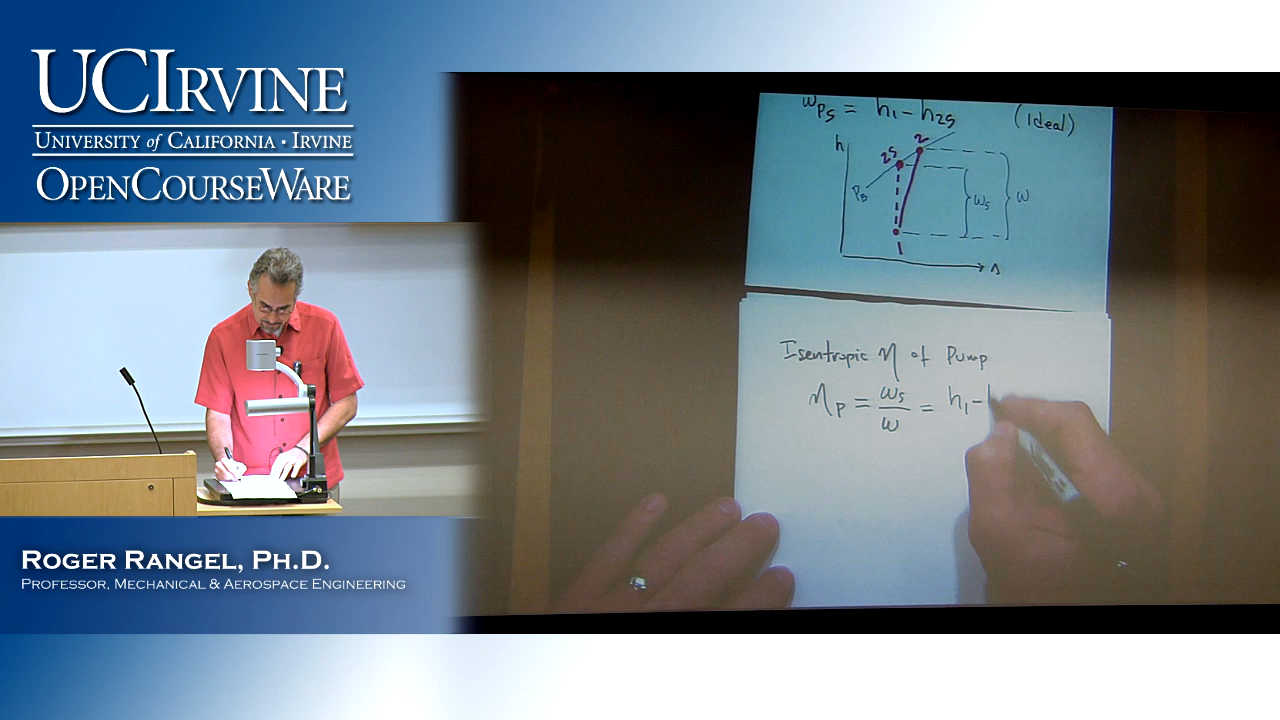 UCIRVINE
UNIVERSITY of CALIFORNIA · IRVINE
OPENCOURSEWARE
ROGER RANGEL, PH.D.
PROFESSOR, MECHANICAL & AEROSPACE ENGINEERING
w_Ps = h1 - h2s (Ideal)
h
2s 2
PB
ws w
s
Isentropic η of Pump
ηP = ws/w = h1 -